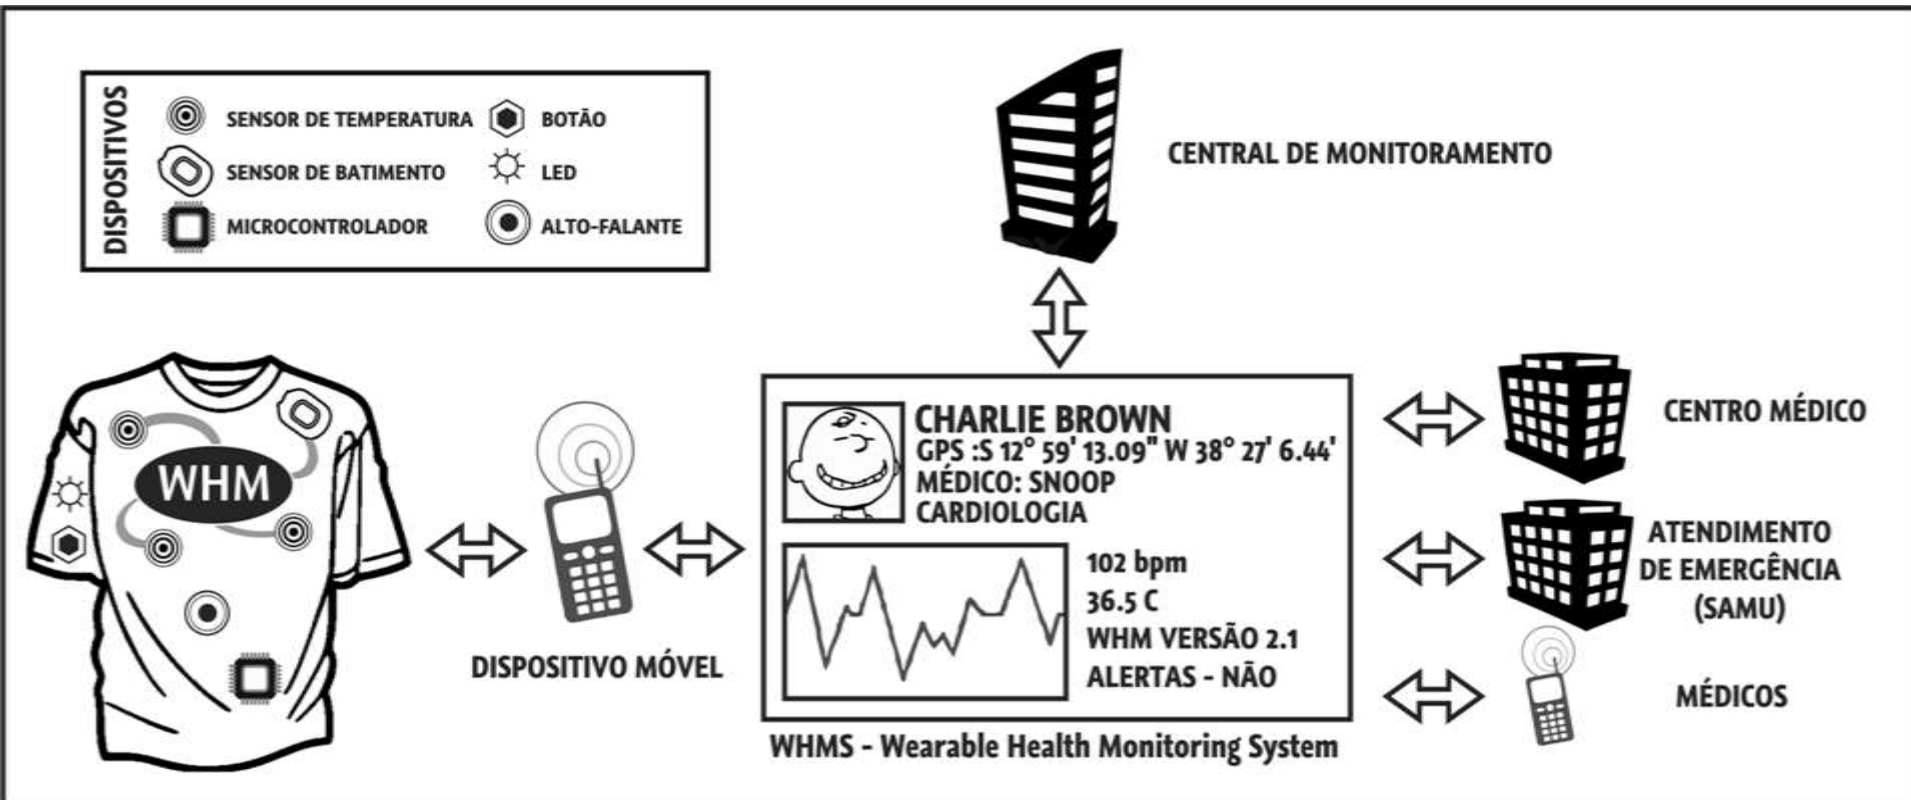 DISPOSITIVOS
SENSOR DE TEMPERATURA
BOTÃO
SENSOR DE BATIMENTO
LED
MICROCONTROLADOR
ALTO-FALANTE
CENTRAL DE MONITORAMENTO
WHM
DISPOSITIVO MÓVEL
CHARLIE BROWN
GPS :S 12° 59' 13.09" W 38° 27' 6.44'
MÉDICO: SNOOP
CARDIOLOGIA
102 bpm
36.5 C
WHM VERSÃO 2.1
ALERTAS - NÃO
WHMS - Wearable Health Monitoring System
CENTRO MÉDICO
ATENDIMENTO
DE EMERGÊNCIA
(SAMU)
MÉDICOS